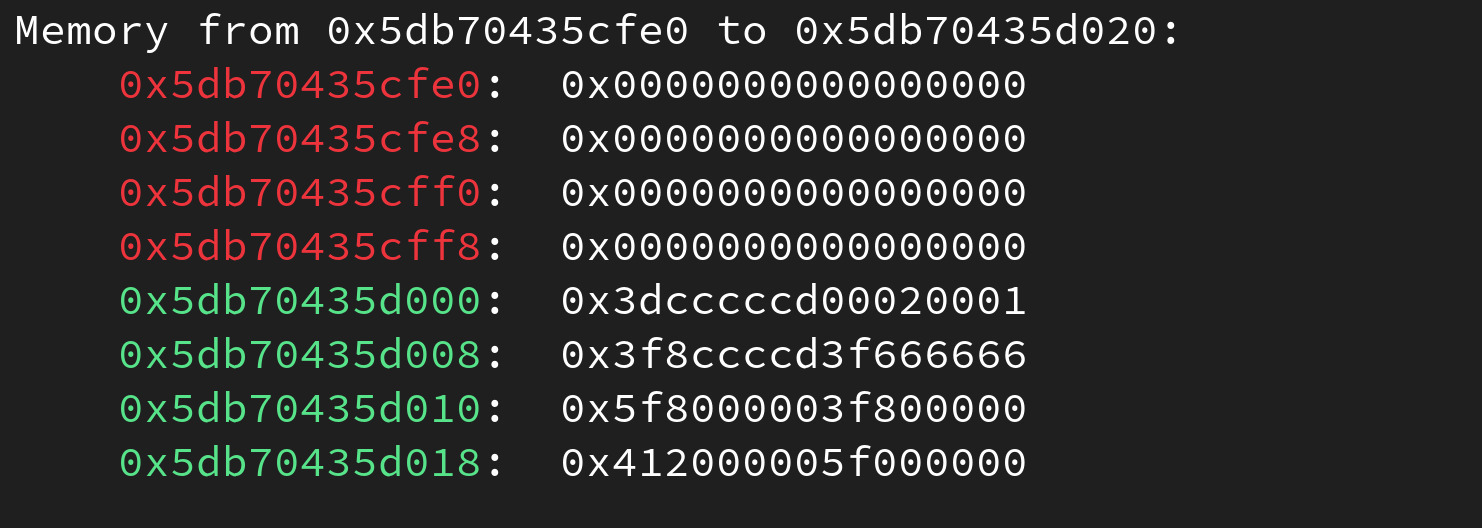 Memory from 0x5db70435cfe0 to 0x5db70435d020:
0x5db70435cfe0: 0x0000000000000000
0x5db70435cfe8: 0x0000000000000000
0x5db70435cff0: 0x0000000000000000
0x5db70435cff8: 0x0000000000000000
0x5db70435d000: 0x3dcccccd00020001
0x5db70435d008: 0x3f8ccccd3f666666
0x5db70435d010: 0x5f8000003f800000
0x5db70435d018: 0x412000005f000000